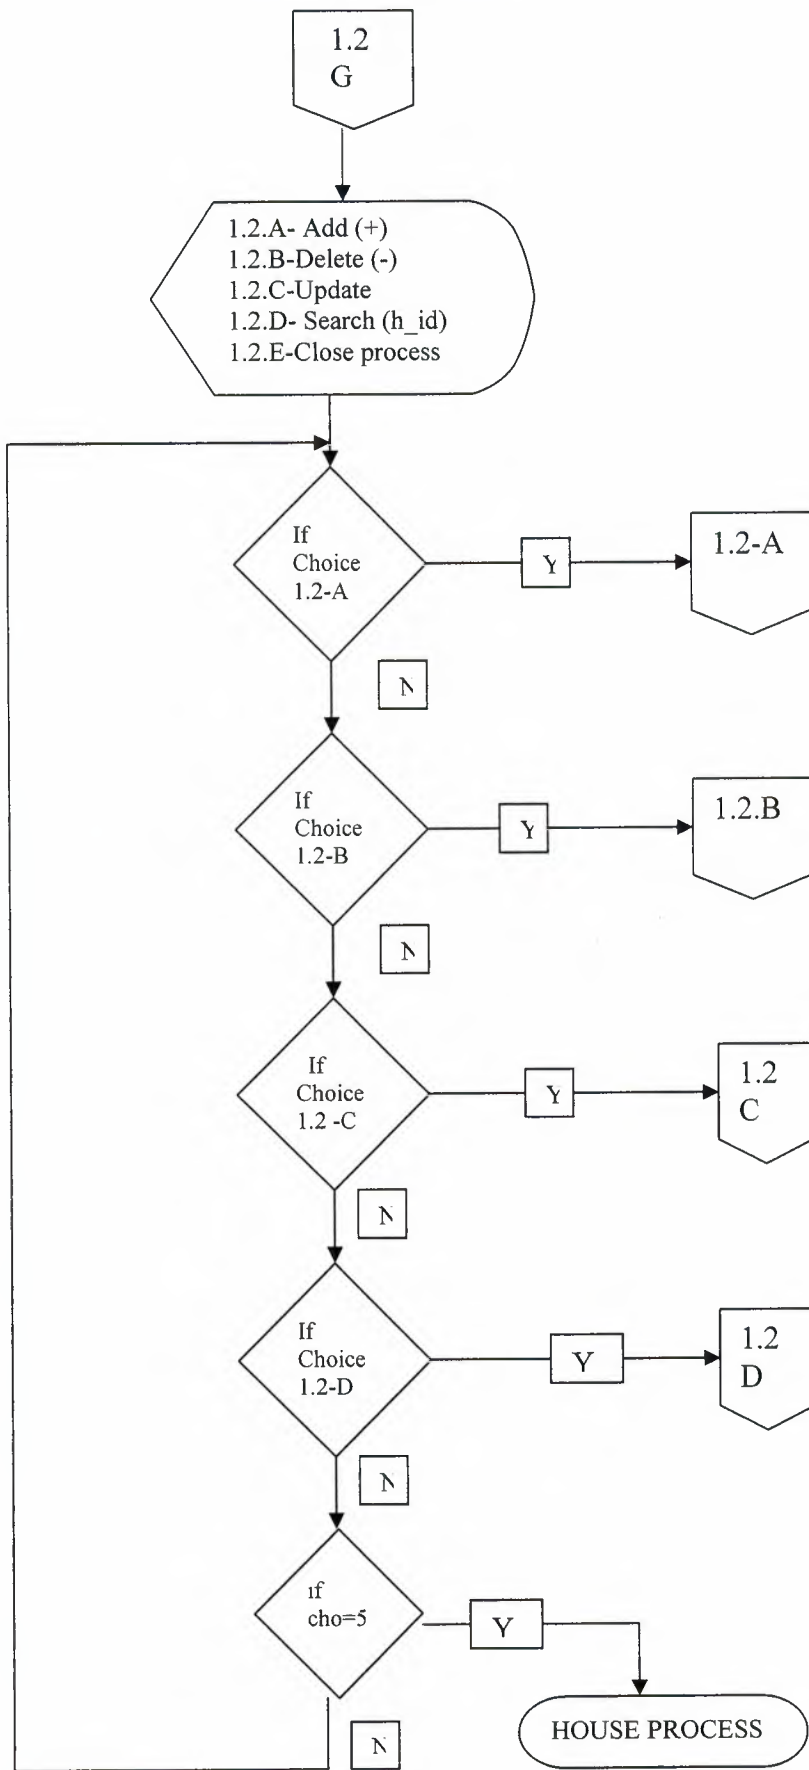 1.2
G
1.2.A- Add (+)
1.2.B-Delete (-)
1.2.C-Update
1.2.D- Search (h_id)
1.2.E-Close process
If
Choice
1.2-A
Y
1.2-A
N
If
Choice
1.2-B
Y
1.2.B
N
If
Choice
1.2 -C
Y
1.2
C
N
If
Choice
1.2-D
Y
1.2
D
N
if
cho=5
Y
HOUSE PROCESS
N